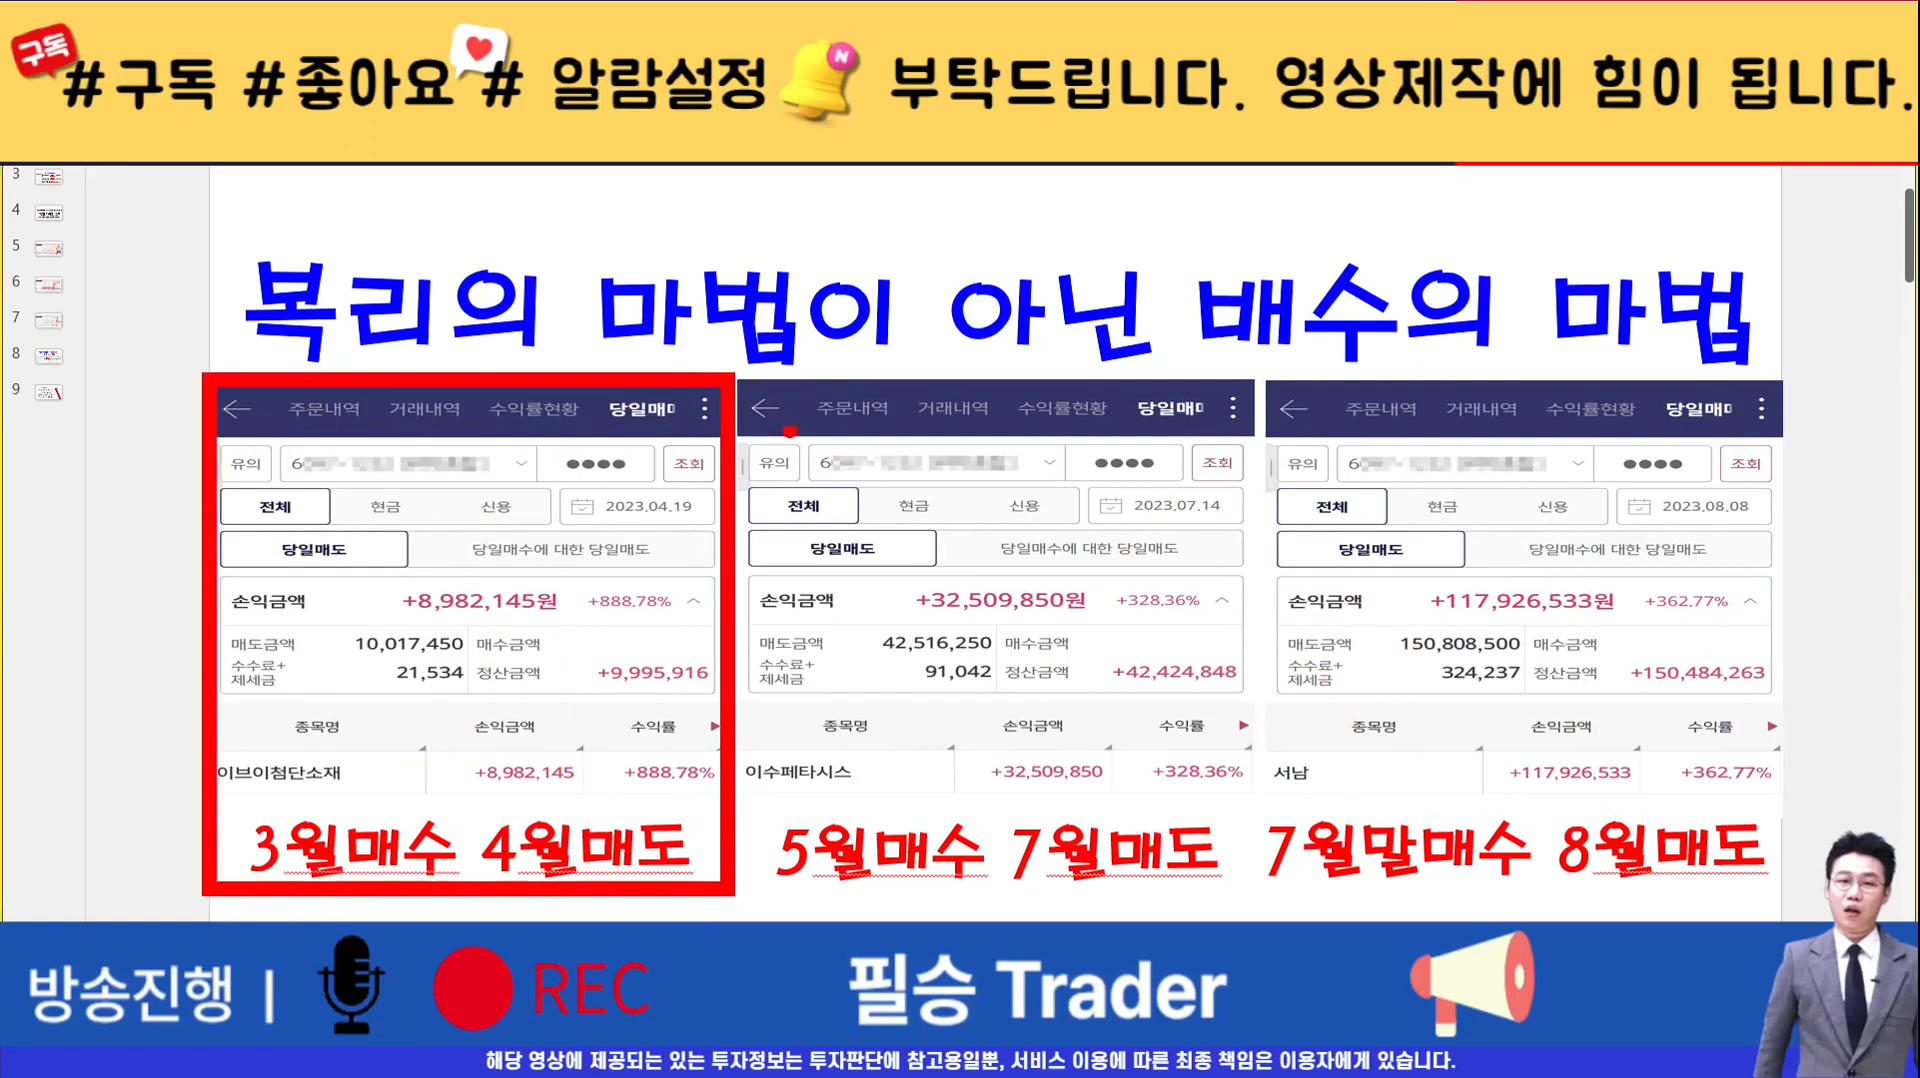 구독
#구독 #좋아요 # 알람설정 N 부탁드립니다. 영상제작에 힘이 됩니다.
3
4
5
6
7
8
9
복리의 마법이 아닌 배수의 마법
주문내역 거래내역 수익률현황 당일매
유의 6 조회
전체 현금 신용 2023.04.19
당일매도 당일매수에 대한 당일매도
손익금액 +8,982,145원 +888.78%
매도금액 10,017,450 매수금액
수수료+
제세금 21,534 정산금액 +9,995,916
종목명 손익금액 수익률
이브이첨단소재 +8,982,145 +888.78%
3월매수 4월매도
주문내역 거래내역 수익률현황 당일매
유의 6 조회
전체 현금 신용 2023.07.14
당일매도 당일매수에 대한 당일매도
손익금액 +32,509,850원 +328.36%
매도금액 42,516,250 매수금액
수수료+
제세금 91,042 정산금액 +42,424,848
종목명 손익금액 수익률
이수페타시스 +32,509,850 +328.36%
5월매수 7월매도
주문내역 거래내역 수익률현황 당일매
유의 6 조회
전체 현금 신용 2023.08.08
당일매도 당일매수에 대한 당일매도
손익금액 +117,926,533원 +362.77%
매도금액 150,808,500 매수금액
수수료+
제세금 324,237 정산금액 +150,484,263
종목명 손익금액 수익률
서남 +117,926,533 +362.77%
7월말매수 8월매도
방송진행 | REC 필승 Trader
해당 영상에 제공되는 있는 투자정보는 투자판단에 참고용일뿐, 서비스 이용에 따른 최종 책임은 이용자에게 있습니다.